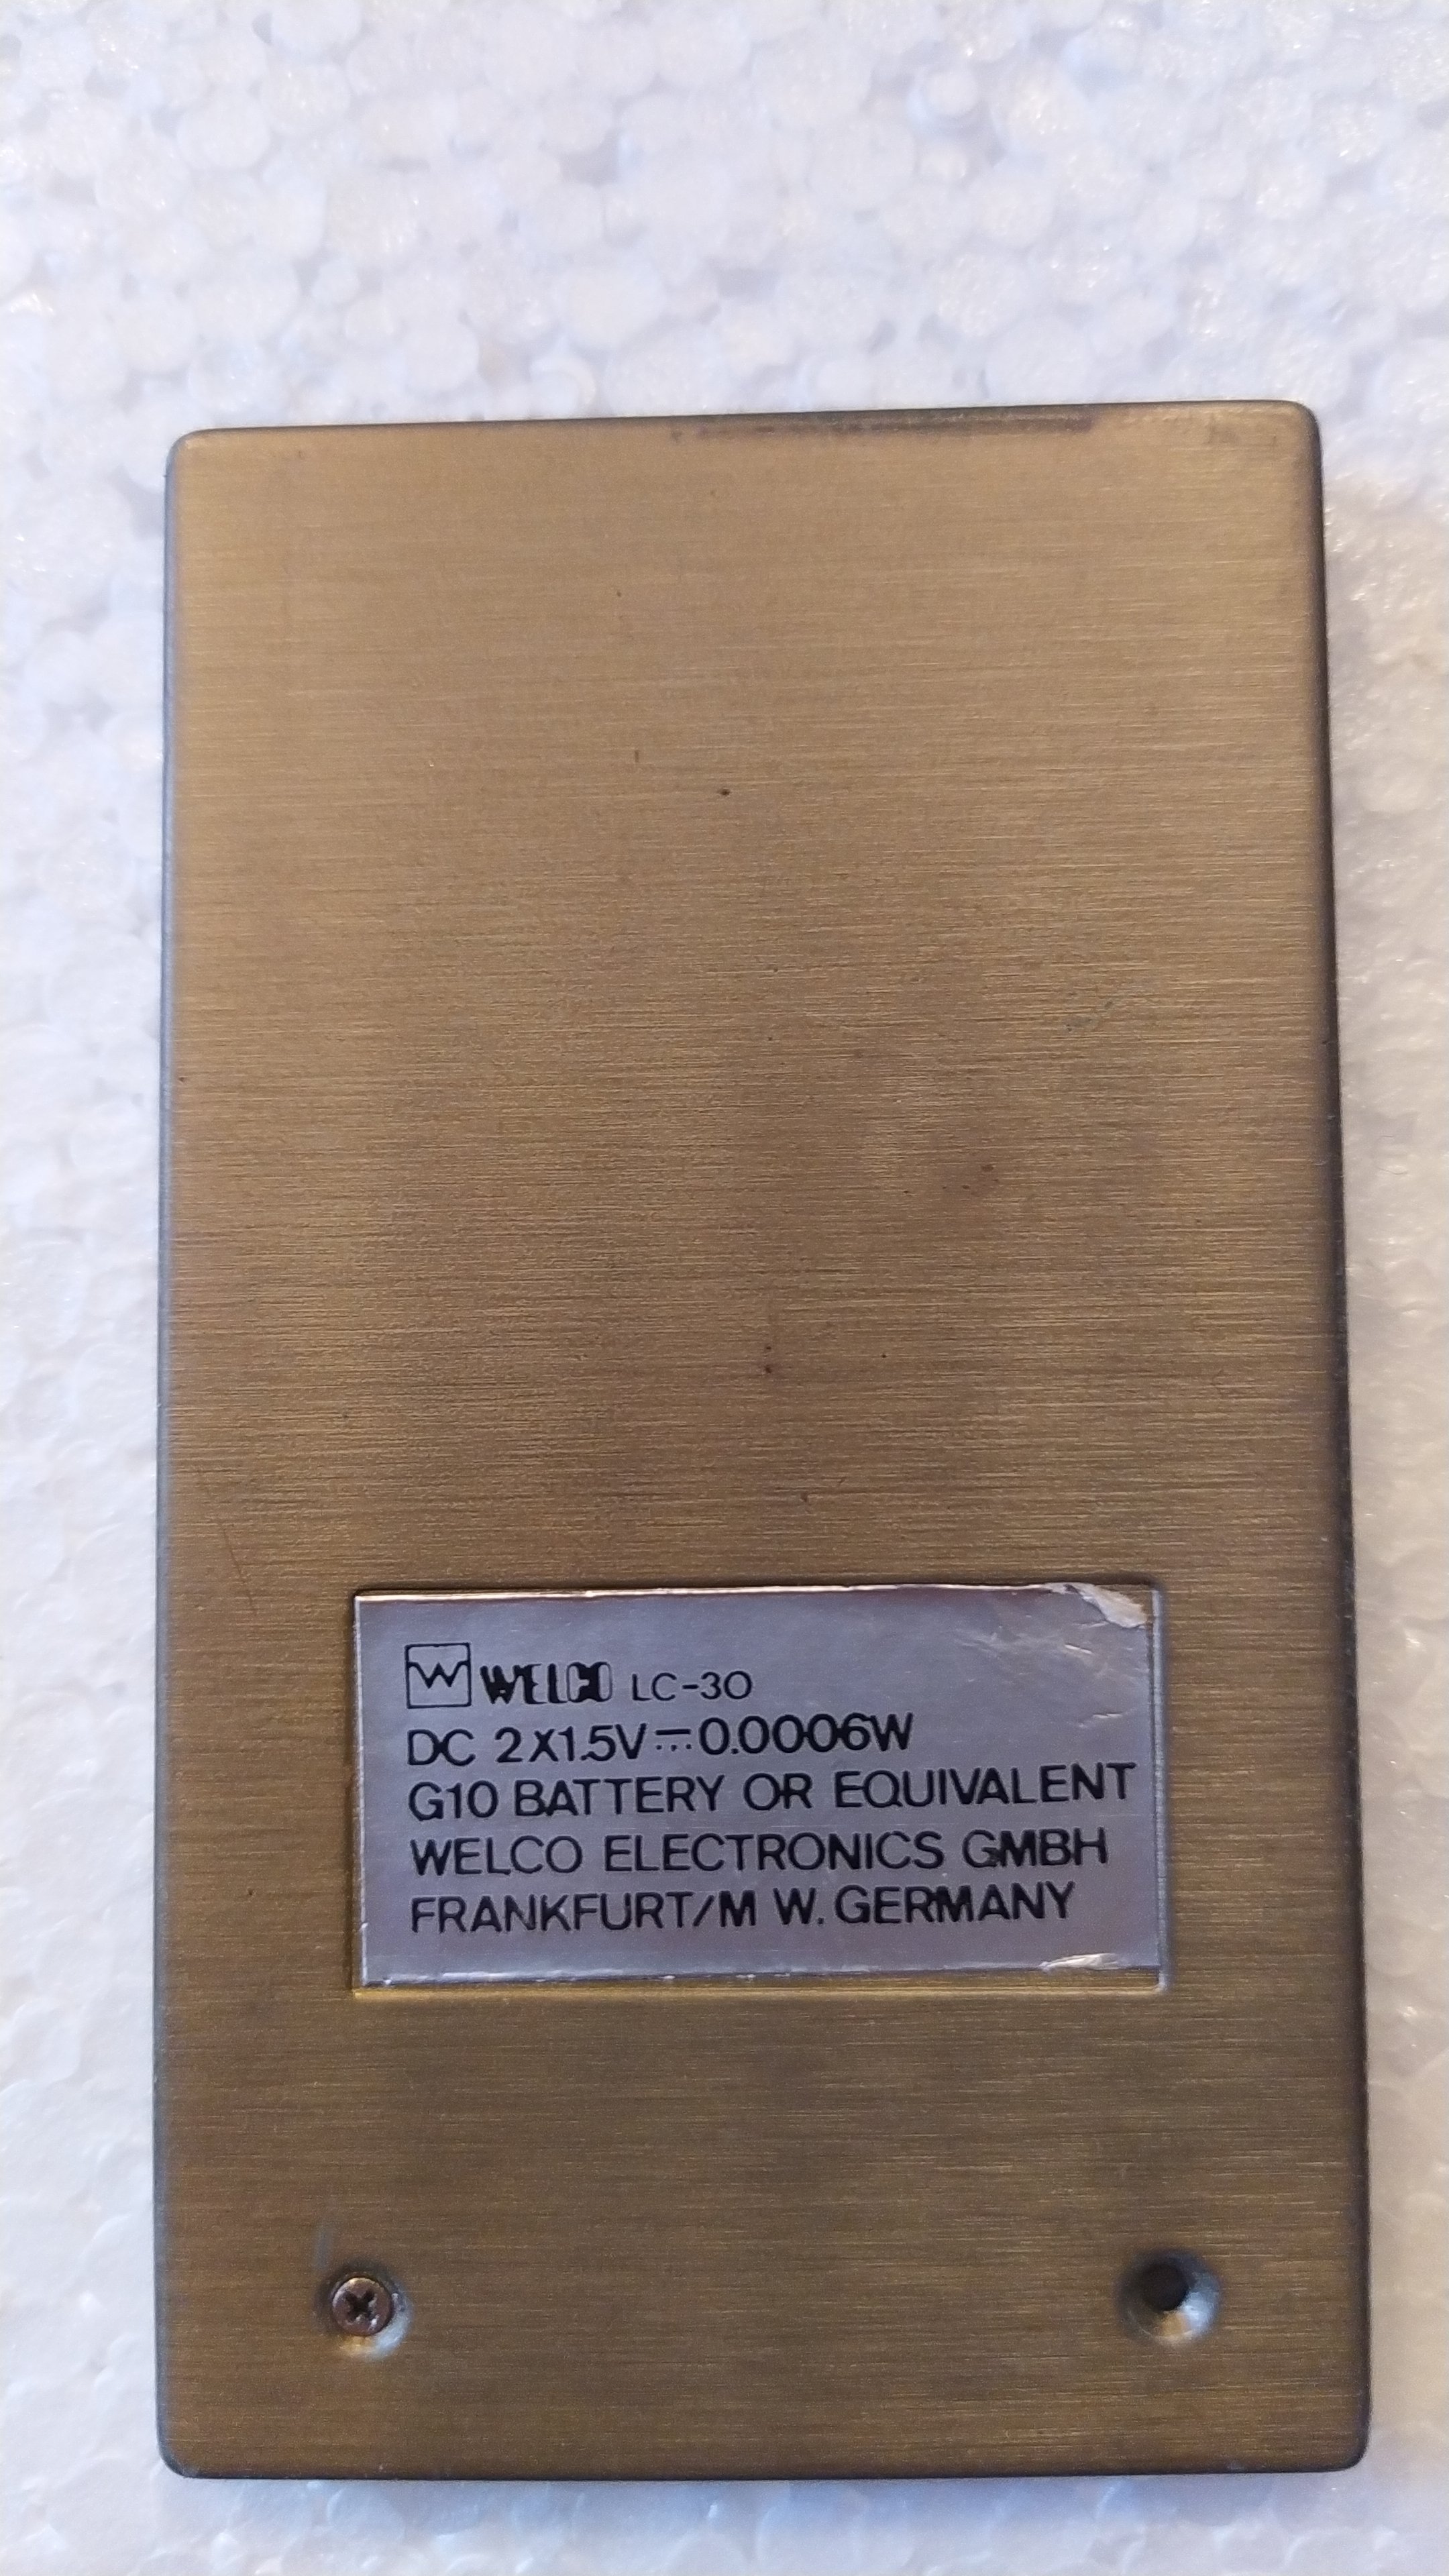 W WELCO LC-30
DC 2X1.5V⎓0.0006W
G10 BATTERY OR EQUIVALENT
WELCO ELECTRONICS GMBH
FRANKFURT/M W. GERMANY